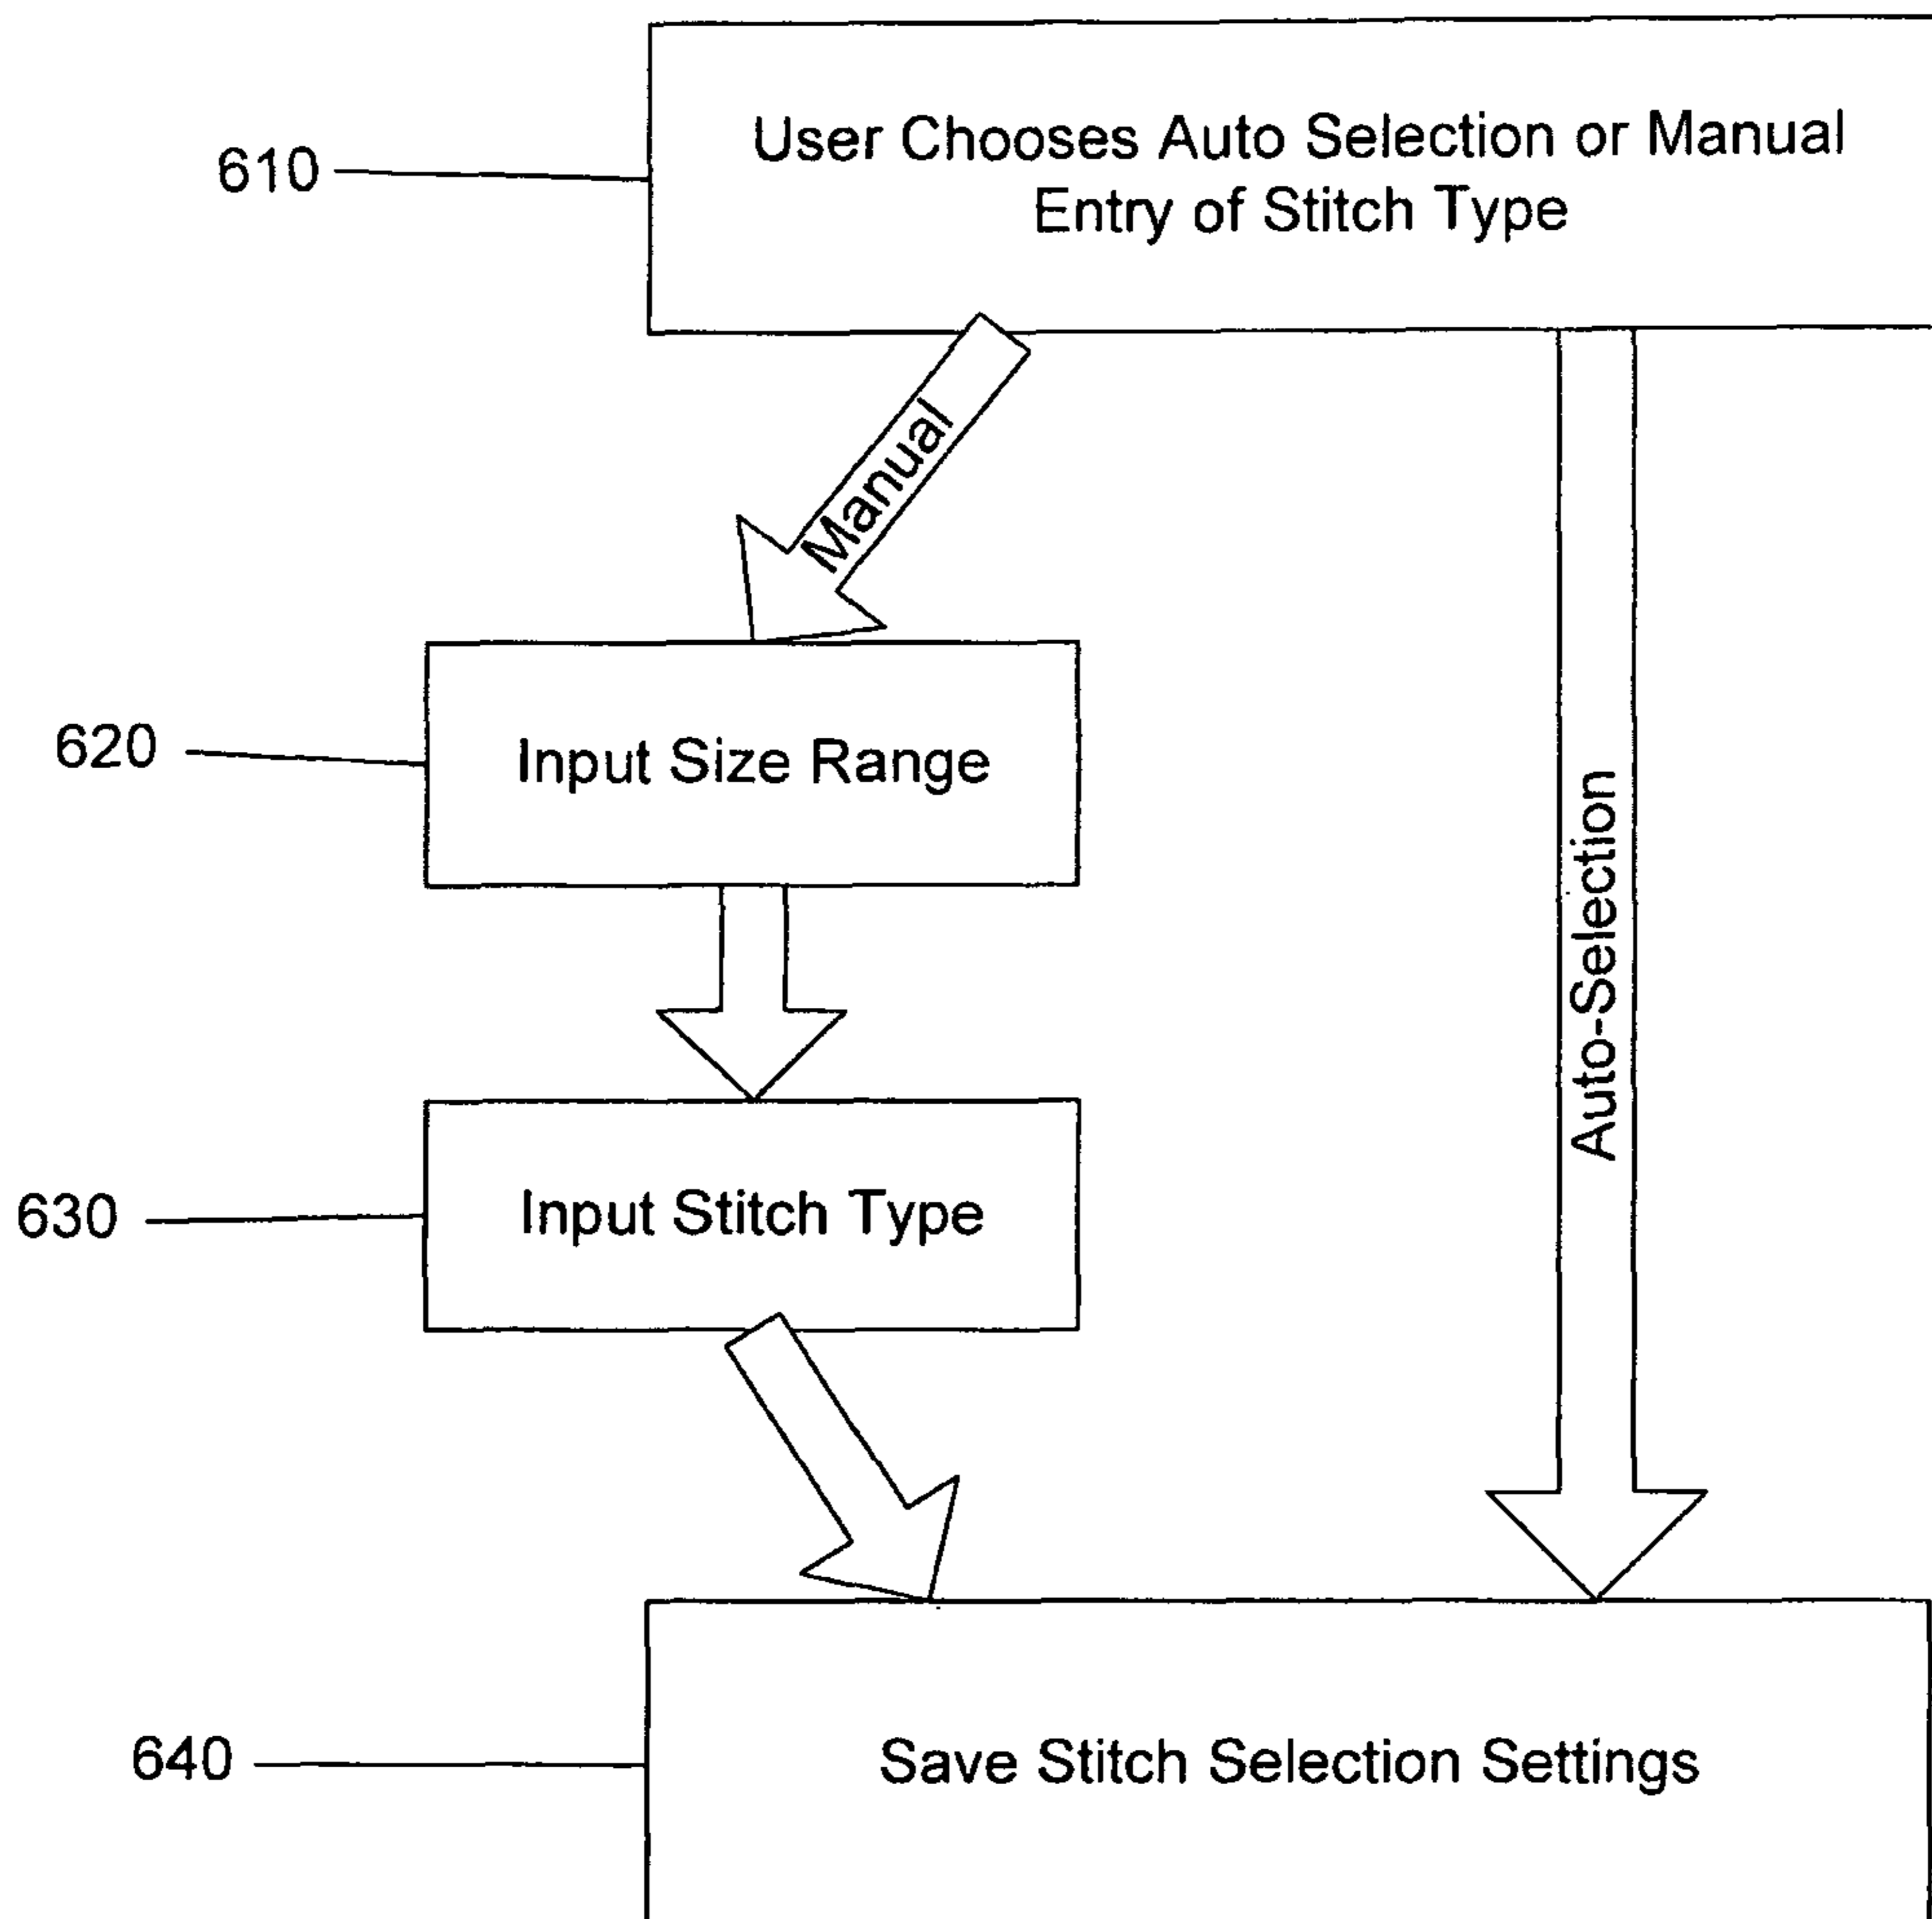 610
User Chooses Auto Selection or Manual
Entry of Stitch Type
Manual
620
Input Size Range
Auto-Selection
630
Input Stitch Type
640
Save Stitch Selection Settings